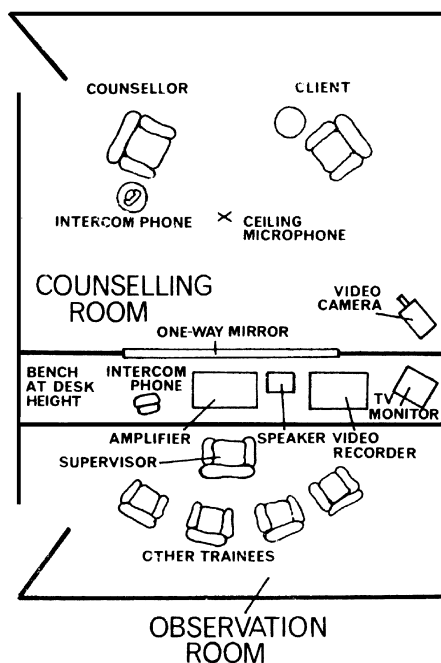 COUNSELLOR
CLIENT
INTERCOM PHONE
CEILING
MICROPHONE
COUNSELLING
ROOM
VIDEO
CAMERA
ONE-WAY MIRROR
BENCH
AT DESK
HEIGHT
INTERCOM
PHONE
TV
MONITOR
AMPLIFIER
SPEAKER
VIDEO
RECORDER
SUPERVISOR
OTHER TRAINEES
OBSERVATION
ROOM